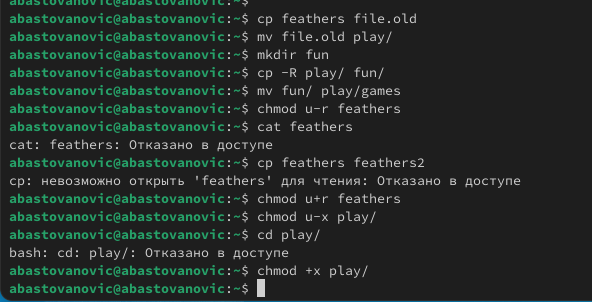 abastovanovic@abastovanovic:~$
abastovanovic@abastovanovic:~$ cp feathers file.old
abastovanovic@abastovanovic:~$ mv file.old play/
abastovanovic@abastovanovic:~$ mkdir fun
abastovanovic@abastovanovic:~$ cp -R play/ fun/
abastovanovic@abastovanovic:~$ mv fun/ play/games
abastovanovic@abastovanovic:~$ chmod u-r feathers
abastovanovic@abastovanovic:~$ cat feathers
cat: feathers: Отказано в доступе
abastovanovic@abastovanovic:~$ cp feathers feathers2
cp: невозможно открыть 'feathers' для чтения: Отказано в доступе
abastovanovic@abastovanovic:~$ chmod u+r feathers
abastovanovic@abastovanovic:~$ chmod u-x play/
abastovanovic@abastovanovic:~$ cd play/
bash: cd: play/: Отказано в доступе
abastovanovic@abastovanovic:~$ chmod +x play/
abastovanovic@abastovanovic:~$